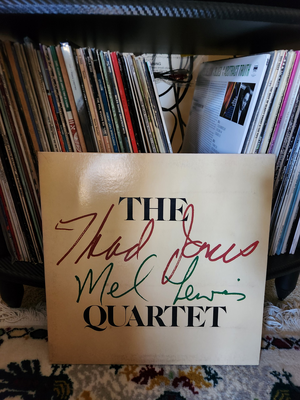 THE
Thad Jones
Mel Lewis
QUARTET